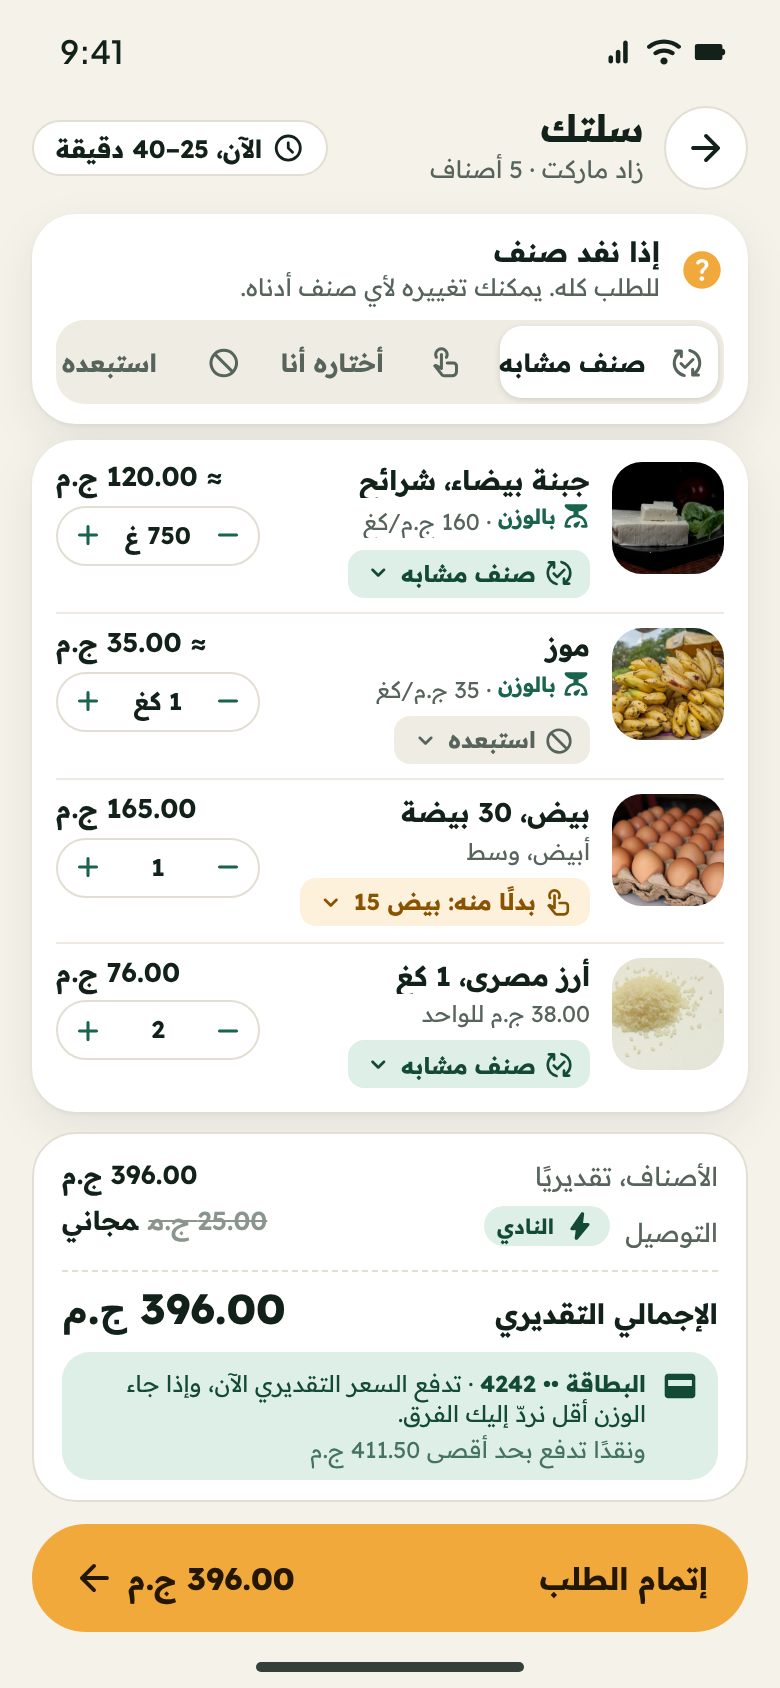 9:41
سلتك
زاد ماركت · 5 أصناف
الآن، 25–40 دقيقة
إذا نفد صنف
للطلب كله. يمكنك تغييره لأي صنف أدناه.
صنف مشابه
أختاره أنا
استبعده
جبنة بيضاء، شرائح
≈ 120.00 ج.م
بالوزن · 160 ج.م/كغ
750 غ
صنف مشابه
موز
≈ 35.00 ج.م
بالوزن · 35 ج.م/كغ
1 كغ
استبعده
بيض، 30 بيضة
165.00 ج.م
أبيض، وسط
1
بدلًا منه: بيض 15
أرز مصري، 1 كغ
76.00 ج.م
38.00 ج.م للواحد
2
صنف مشابه
الأصناف، تقديريًا
396.00 ج.م
التوصيل
النادي
25.00 ج.م مجاني
الإجمالي التقديري
396.00 ج.م
البطاقة •• 4242 · تدفع السعر التقديري الآن، وإذا جاء
الوزن أقل نردّ إليك الفرق.
ونقدًا تدفع بحد أقصى 411.50 ج.م
إتمام الطلب
396.00 ج.م